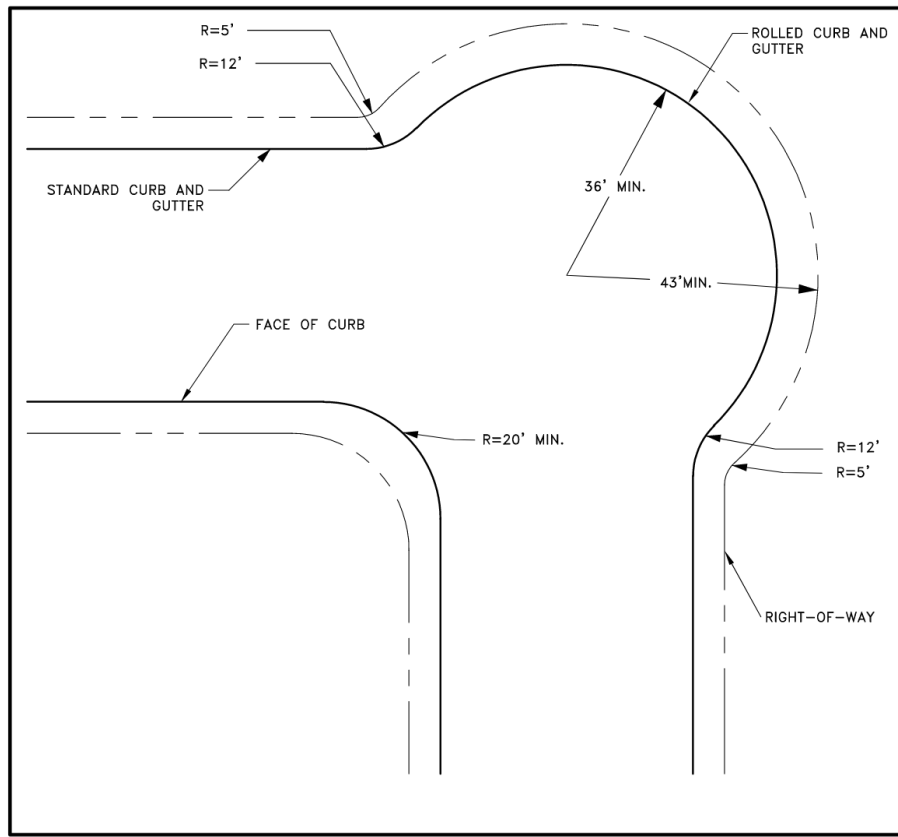 R=5'
R=12'
ROLLED CURB AND
GUTTER
36' MIN.
STANDARD CURB AND
GUTTER
43'MIN.
FACE OF CURB
R=20' MIN.
R=12'
R=5'
RIGHT-OF-WAY